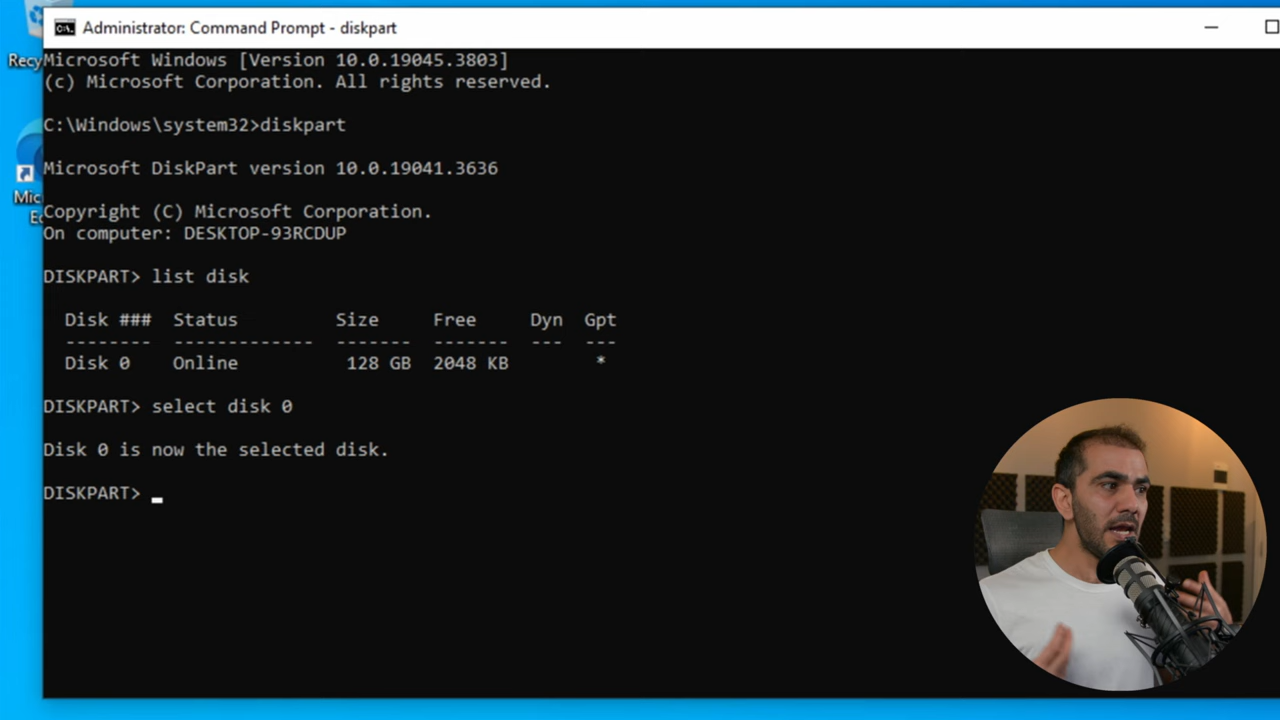 Administrator: Command Prompt - diskpart
Recy
Microsoft Windows [Version 10.0.19045.3803]
(c) Microsoft Corporation. All rights reserved.
C:\Windows\system32>diskpart
Microsoft DiskPart version 10.0.19041.3636
Mic
E
Copyright (C) Microsoft Corporation.
On computer: DESKTOP-93RCDUP
DISKPART> list disk
Disk ### Status Size Free Dyn Gpt
-------- ------------- ------- ------- --- ---
Disk 0 Online 128 GB 2048 KB *
DISKPART> select disk 0
Disk 0 is now the selected disk.
DISKPART>